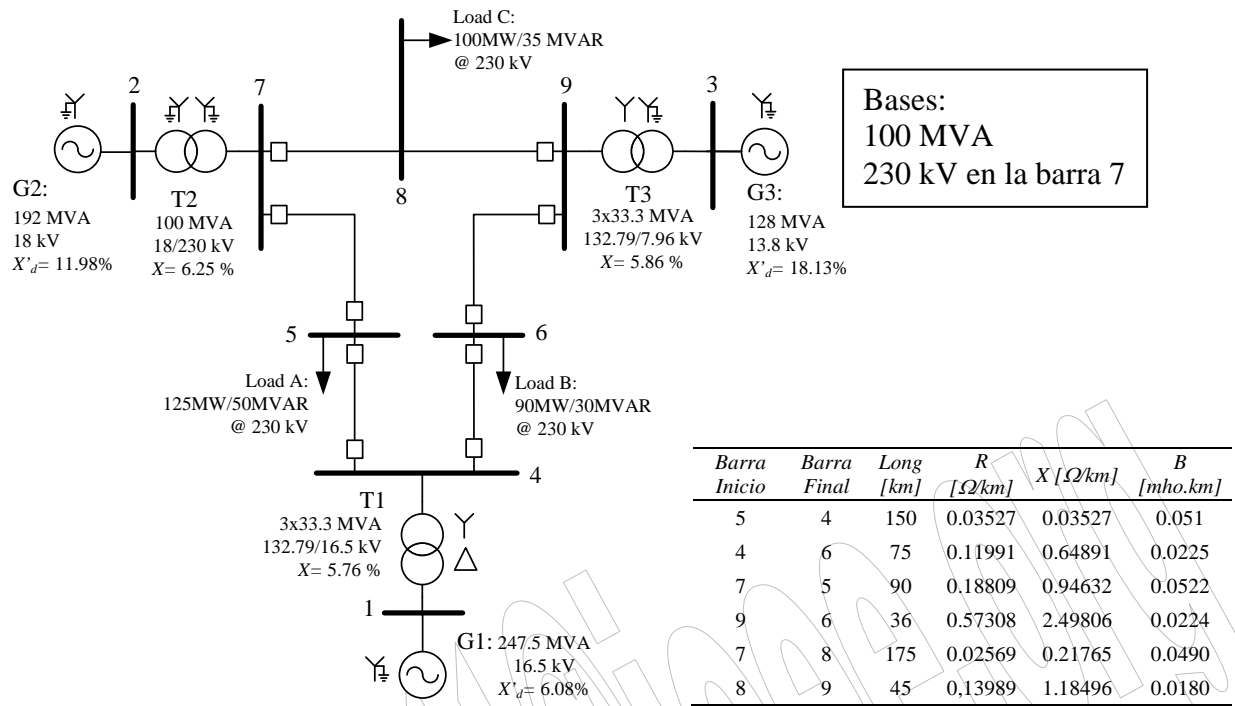 Load C:
100MW/35 MVAR
@ 230 kV
2
7
9
3
8
G2:
192 MVA
18 kV
X'd= 11.98%
T2
100 MVA
18/230 kV
X= 6.25 %
T3
3x33.3 MVA
132.79/7.96 kV
X= 5.86 %
G3:
128 MVA
13.8 kV
X'd= 18.13%
Bases:
100 MVA
230 kV en la barra 7
5
6
Load A:
125MW/50MVAR
@ 230 kV
Load B:
90MW/30MVAR
@ 230 kV
4
T1
3x33.3 MVA
132.79/16.5 kV
X= 5.76 %
1
G1: 247.5 MVA
16.5 kV
X'd= 6.08%
Barra Inicio Barra Final Long [km] R [Ω/km] X [Ω/km] B [mho.km]
5 4 150 0.03527 0.03527 0.051
4 6 75 0.11991 0.64891 0.0225
7 5 90 0.18809 0.94632 0.0522
9 6 36 0.57308 2.49806 0.0224
7 8 175 0.02569 0.21765 0.0490
8 9 45 0,13989 1.18496 0.0180